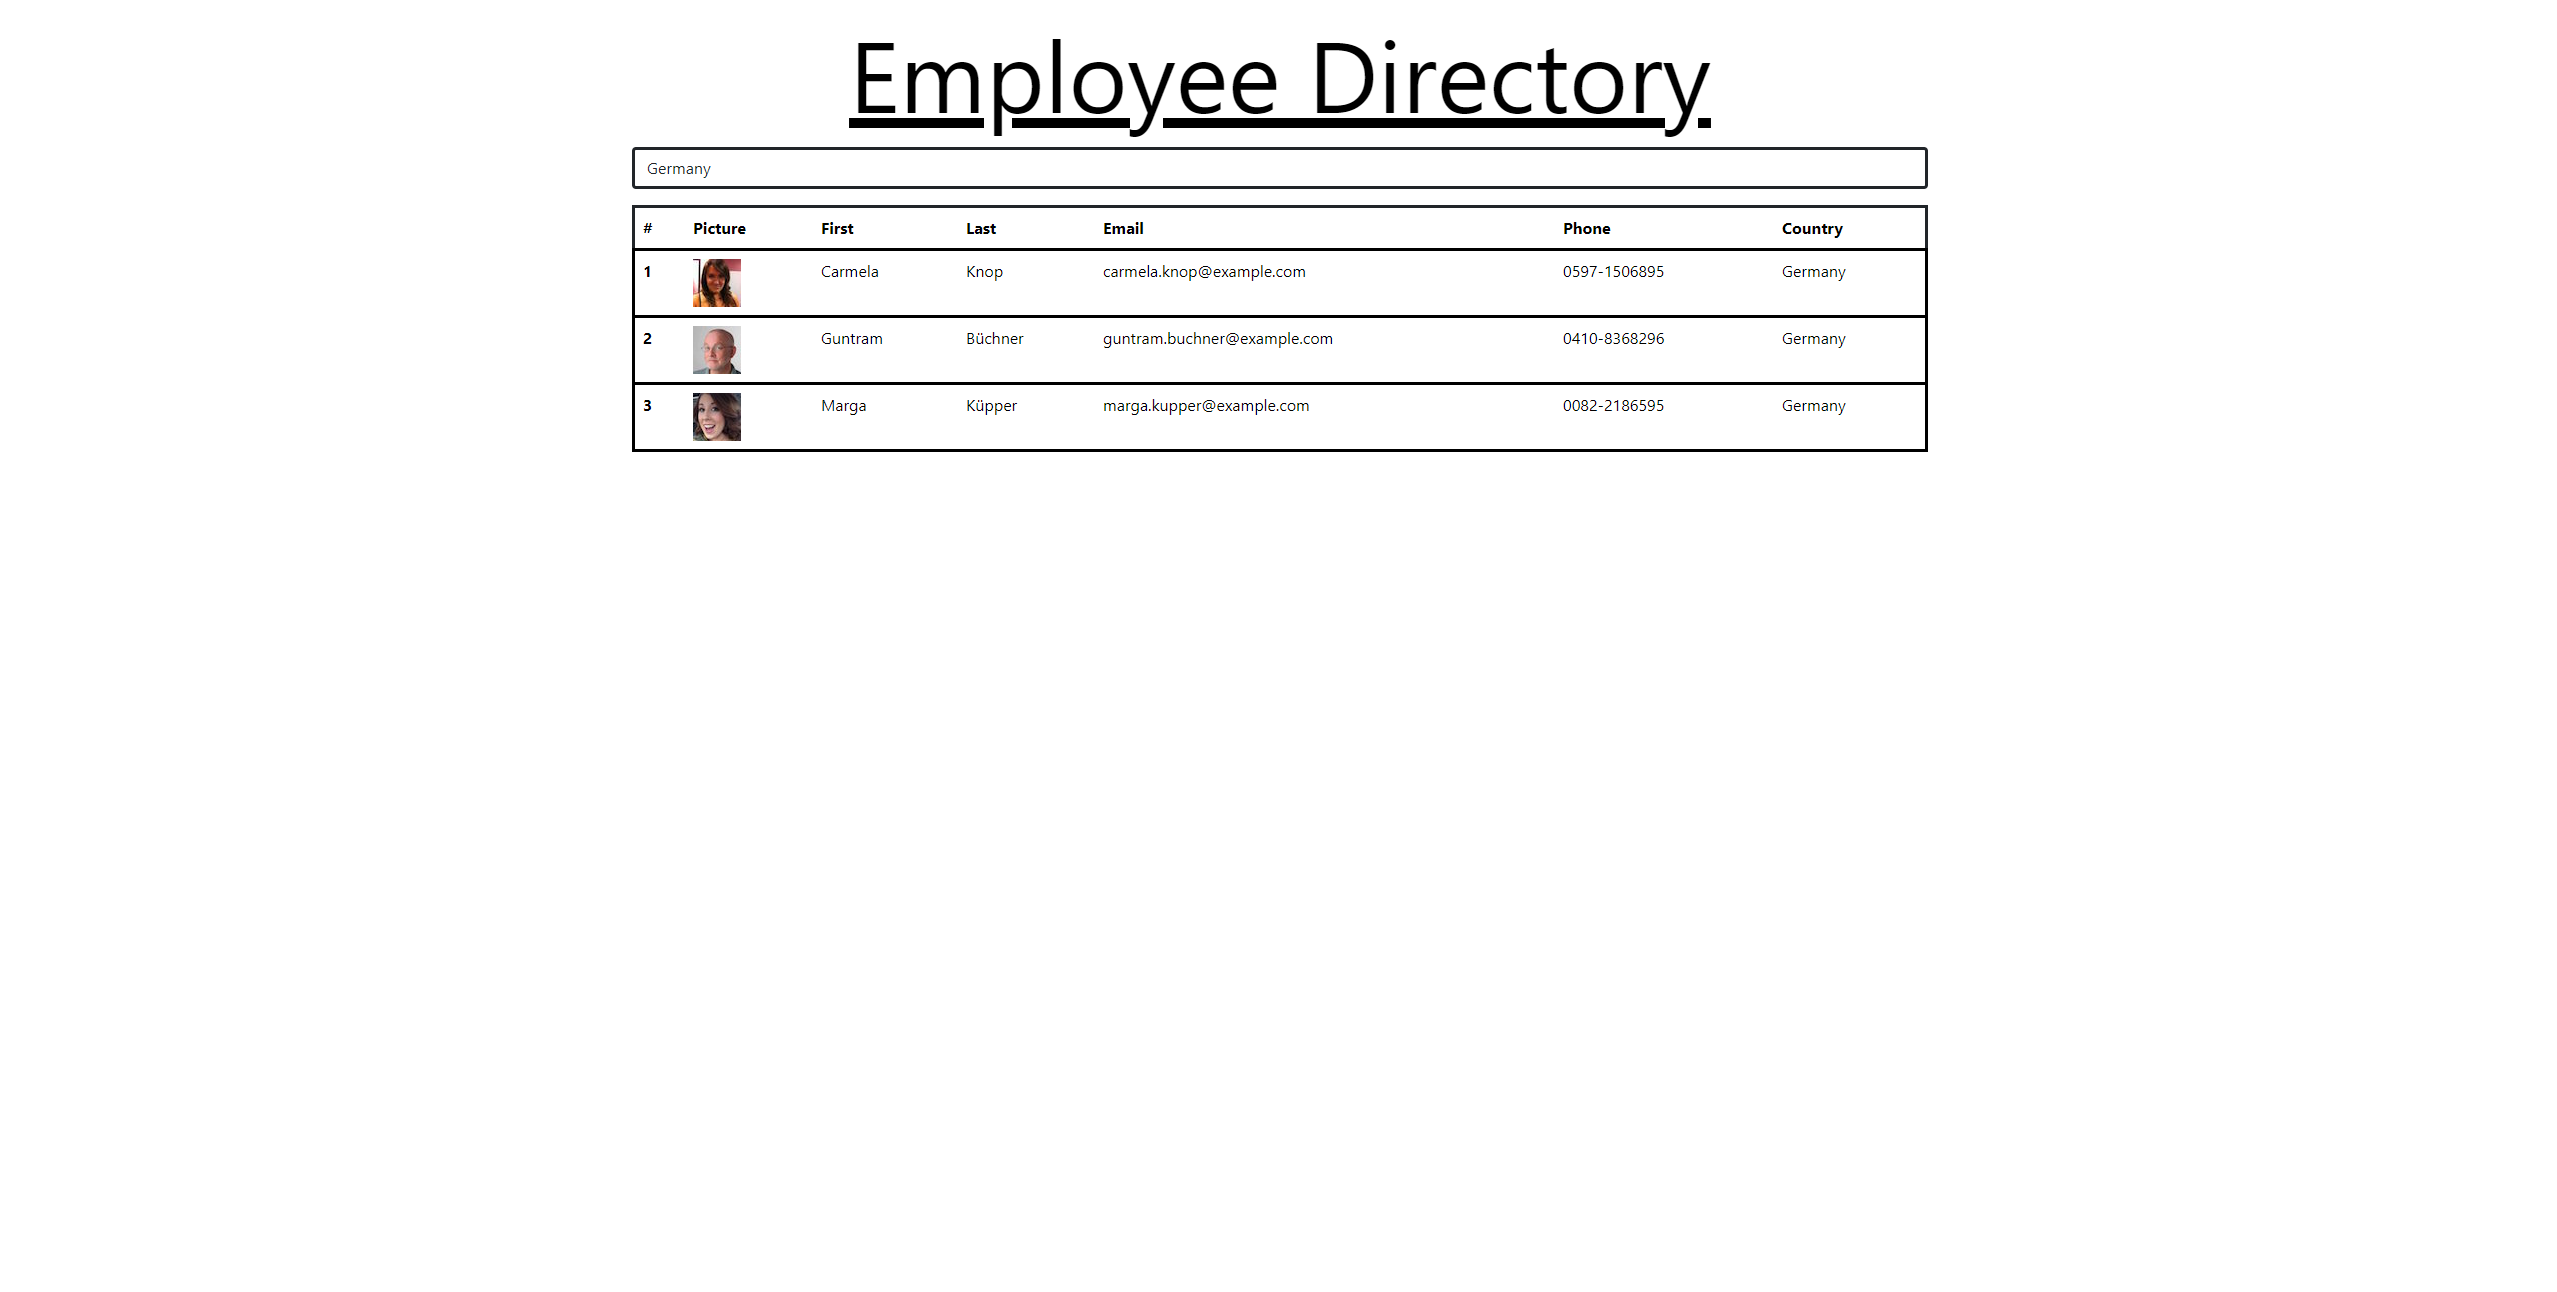 Employee Directory
Germany
# Picture First Last Email Phone Country
1 Carmela Knop carmela.knop@example.com 0597-1506895 Germany
2 Guntram Büchner guntram.buchner@example.com 0410-8368296 Germany
3 Marga Küpper marga.kupper@example.com 0082-2186595 Germany